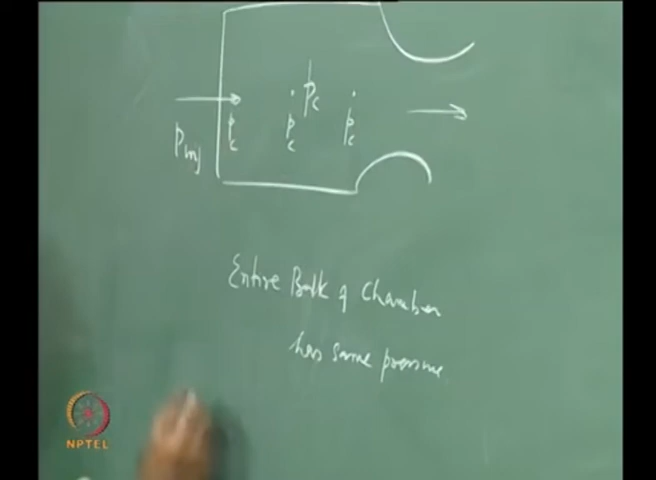 Pc
Pc Pc Pc
Pinj
Entire Bulk of Chamber
has same pressure
NPTEL